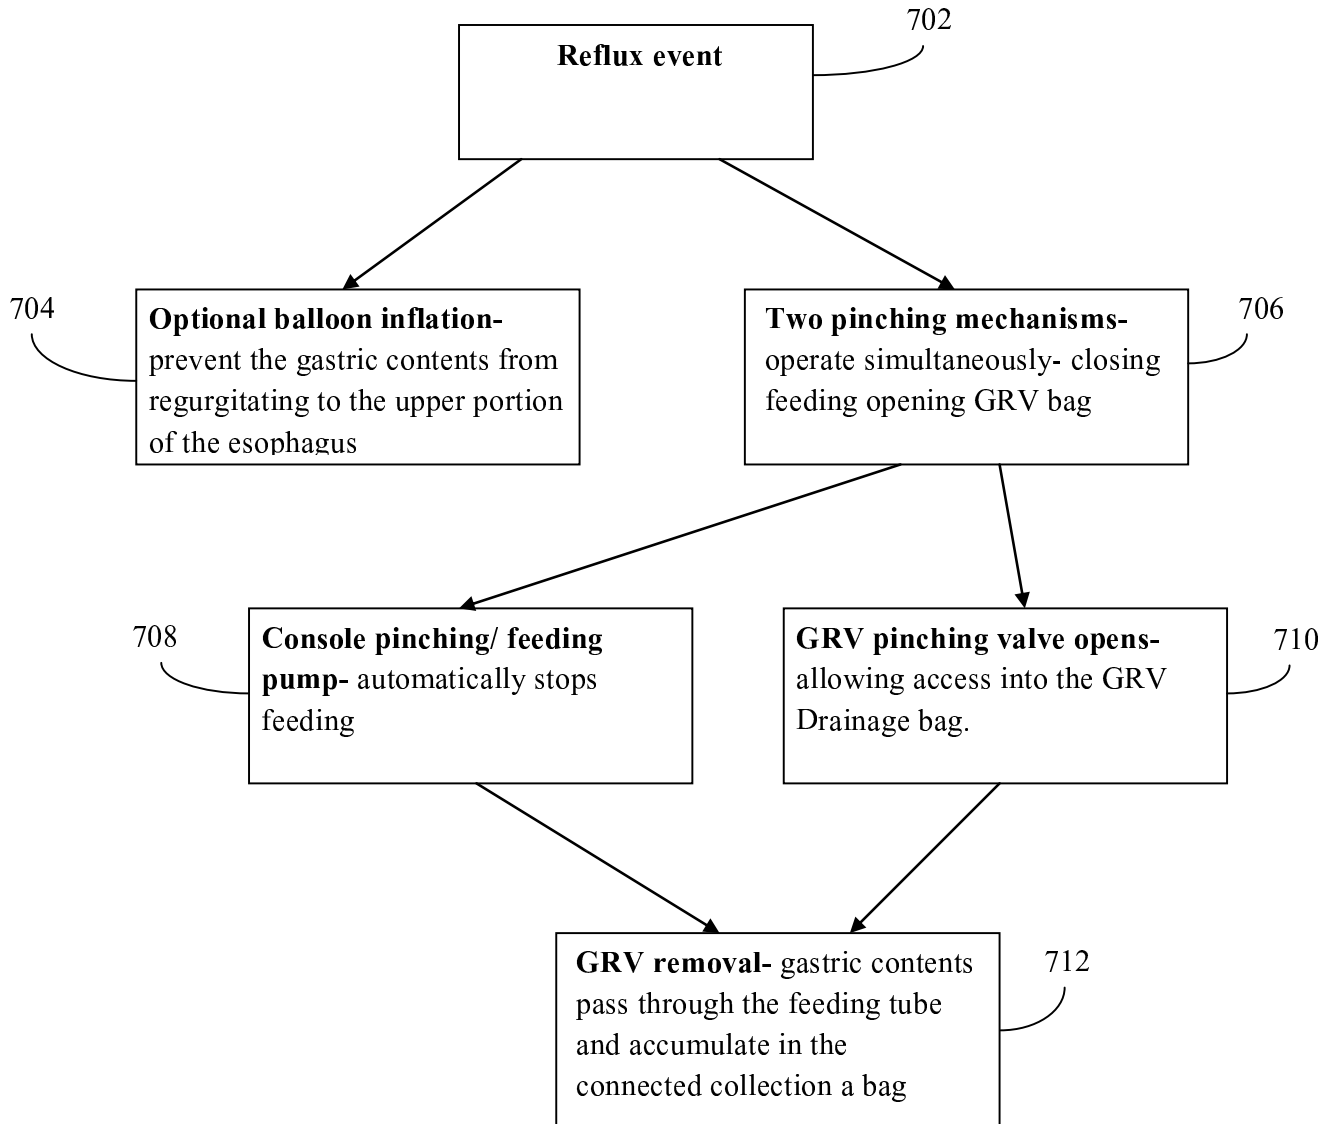 702
Reflux event
704
Optional balloon inflation-
prevent the gastric contents from
regurgitating to the upper portion
of the esophagus
Two pinching mechanisms-
operate simultaneously- closing
feeding opening GRV bag
706
708
Console pinching/ feeding
pump- automatically stops
feeding
GRV pinching valve opens-
allowing access into the GRV
Drainage bag.
710
GRV removal- gastric contents
pass through the feeding tube
and accumulate in the
connected collection a bag
712